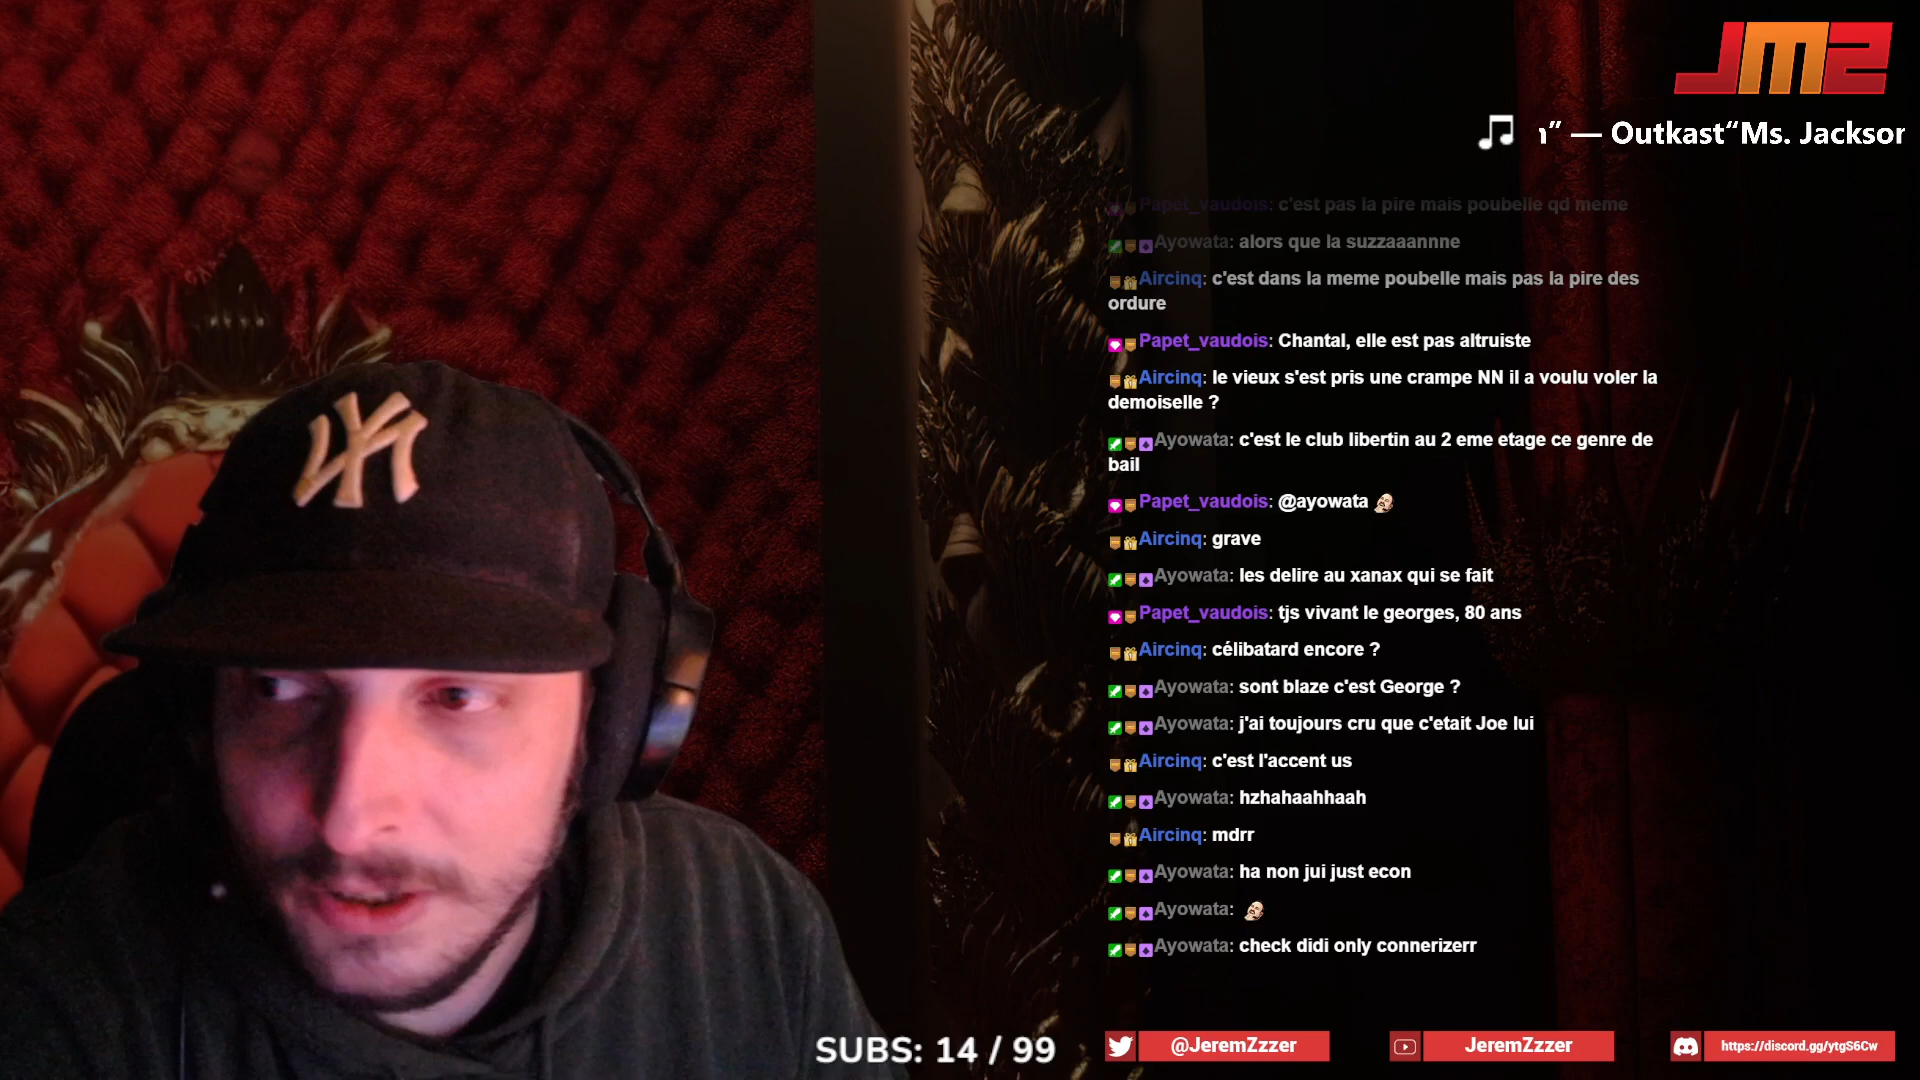 JMZ
n” — Outkast“Ms. Jackson
Papet_vaudois: c'est pas la pire mais poubelle qd meme
Ayowata: alors que la suzzaaannne
Aircinq: c'est dans la meme poubelle mais pas la pire des
ordure
Papet_vaudois: Chantal, elle est pas altruiste
Aircinq: le vieux s'est pris une crampe NN il a voulu voler la
demoiselle ?
Ayowata: c'est le club libertin au 2 eme etage ce genre de
bail
Papet_vaudois: @ayowata
Aircinq: grave
Ayowata: les delire au xanax qui se fait
Papet_vaudois: tjs vivant le georges, 80 ans
Aircinq: célibatard encore ?
Ayowata: sont blaze c'est George ?
Ayowata: j'ai toujours cru que c'etait Joe lui
Aircinq: c'est l'accent us
Ayowata: hzhahaahhaah
Aircinq: mdrr
Ayowata: ha non jui just econ
Ayowata:
Ayowata: check didi only connerizerr
NY
SUBS: 14 / 99
@JeremZzzer
JeremZzzer
https://discord.gg/ytgS6Cw